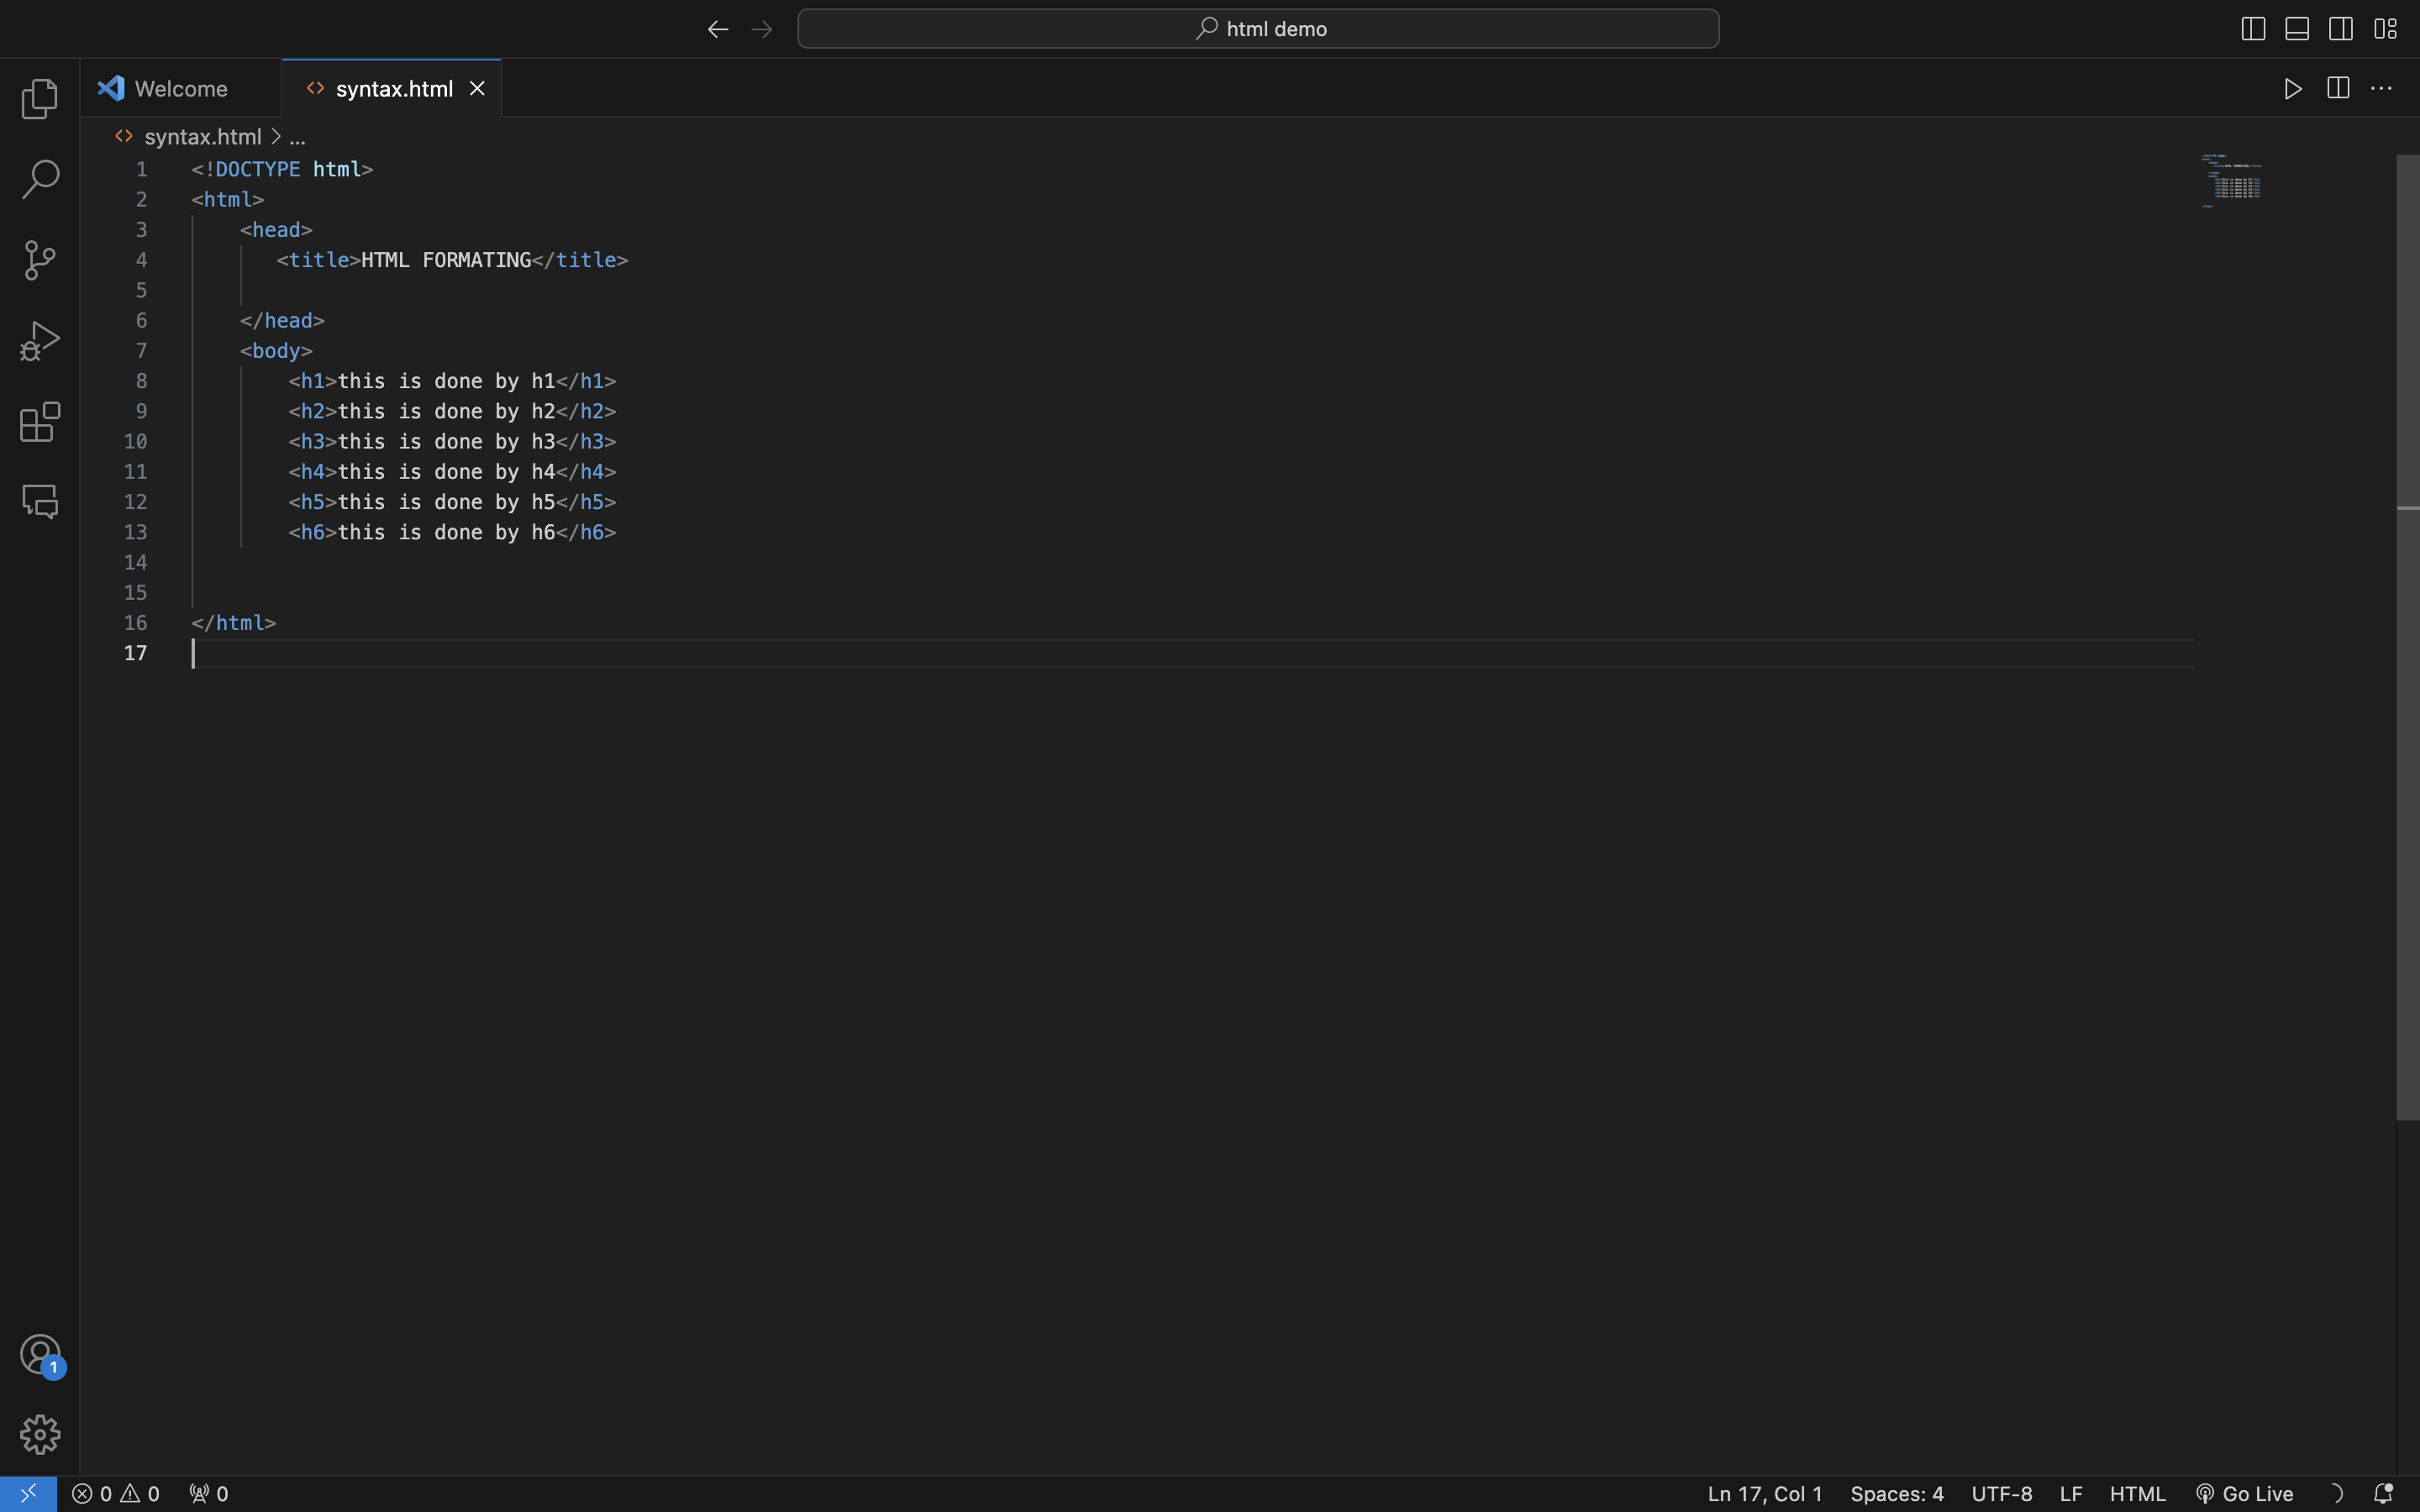 html demo
Welcome
syntax.html
syntax.html > ...
1 <!DOCTYPE html>
2 <html>
3 <head>
4 <title>HTML FORMATING</title>
5
6 </head>
7 <body>
8 <h1>this is done by h1</h1>
9 <h2>this is done by h2</h2>
10 <h3>this is done by h3</h3>
11 <h4>this is done by h4</h4>
12 <h5>this is done by h5</h5>
13 <h6>this is done by h6</h6>
14
15
16 </html>
17
1
0 0 0 Ln 17, Col 1 Spaces: 4 UTF-8 LF HTML Go Live